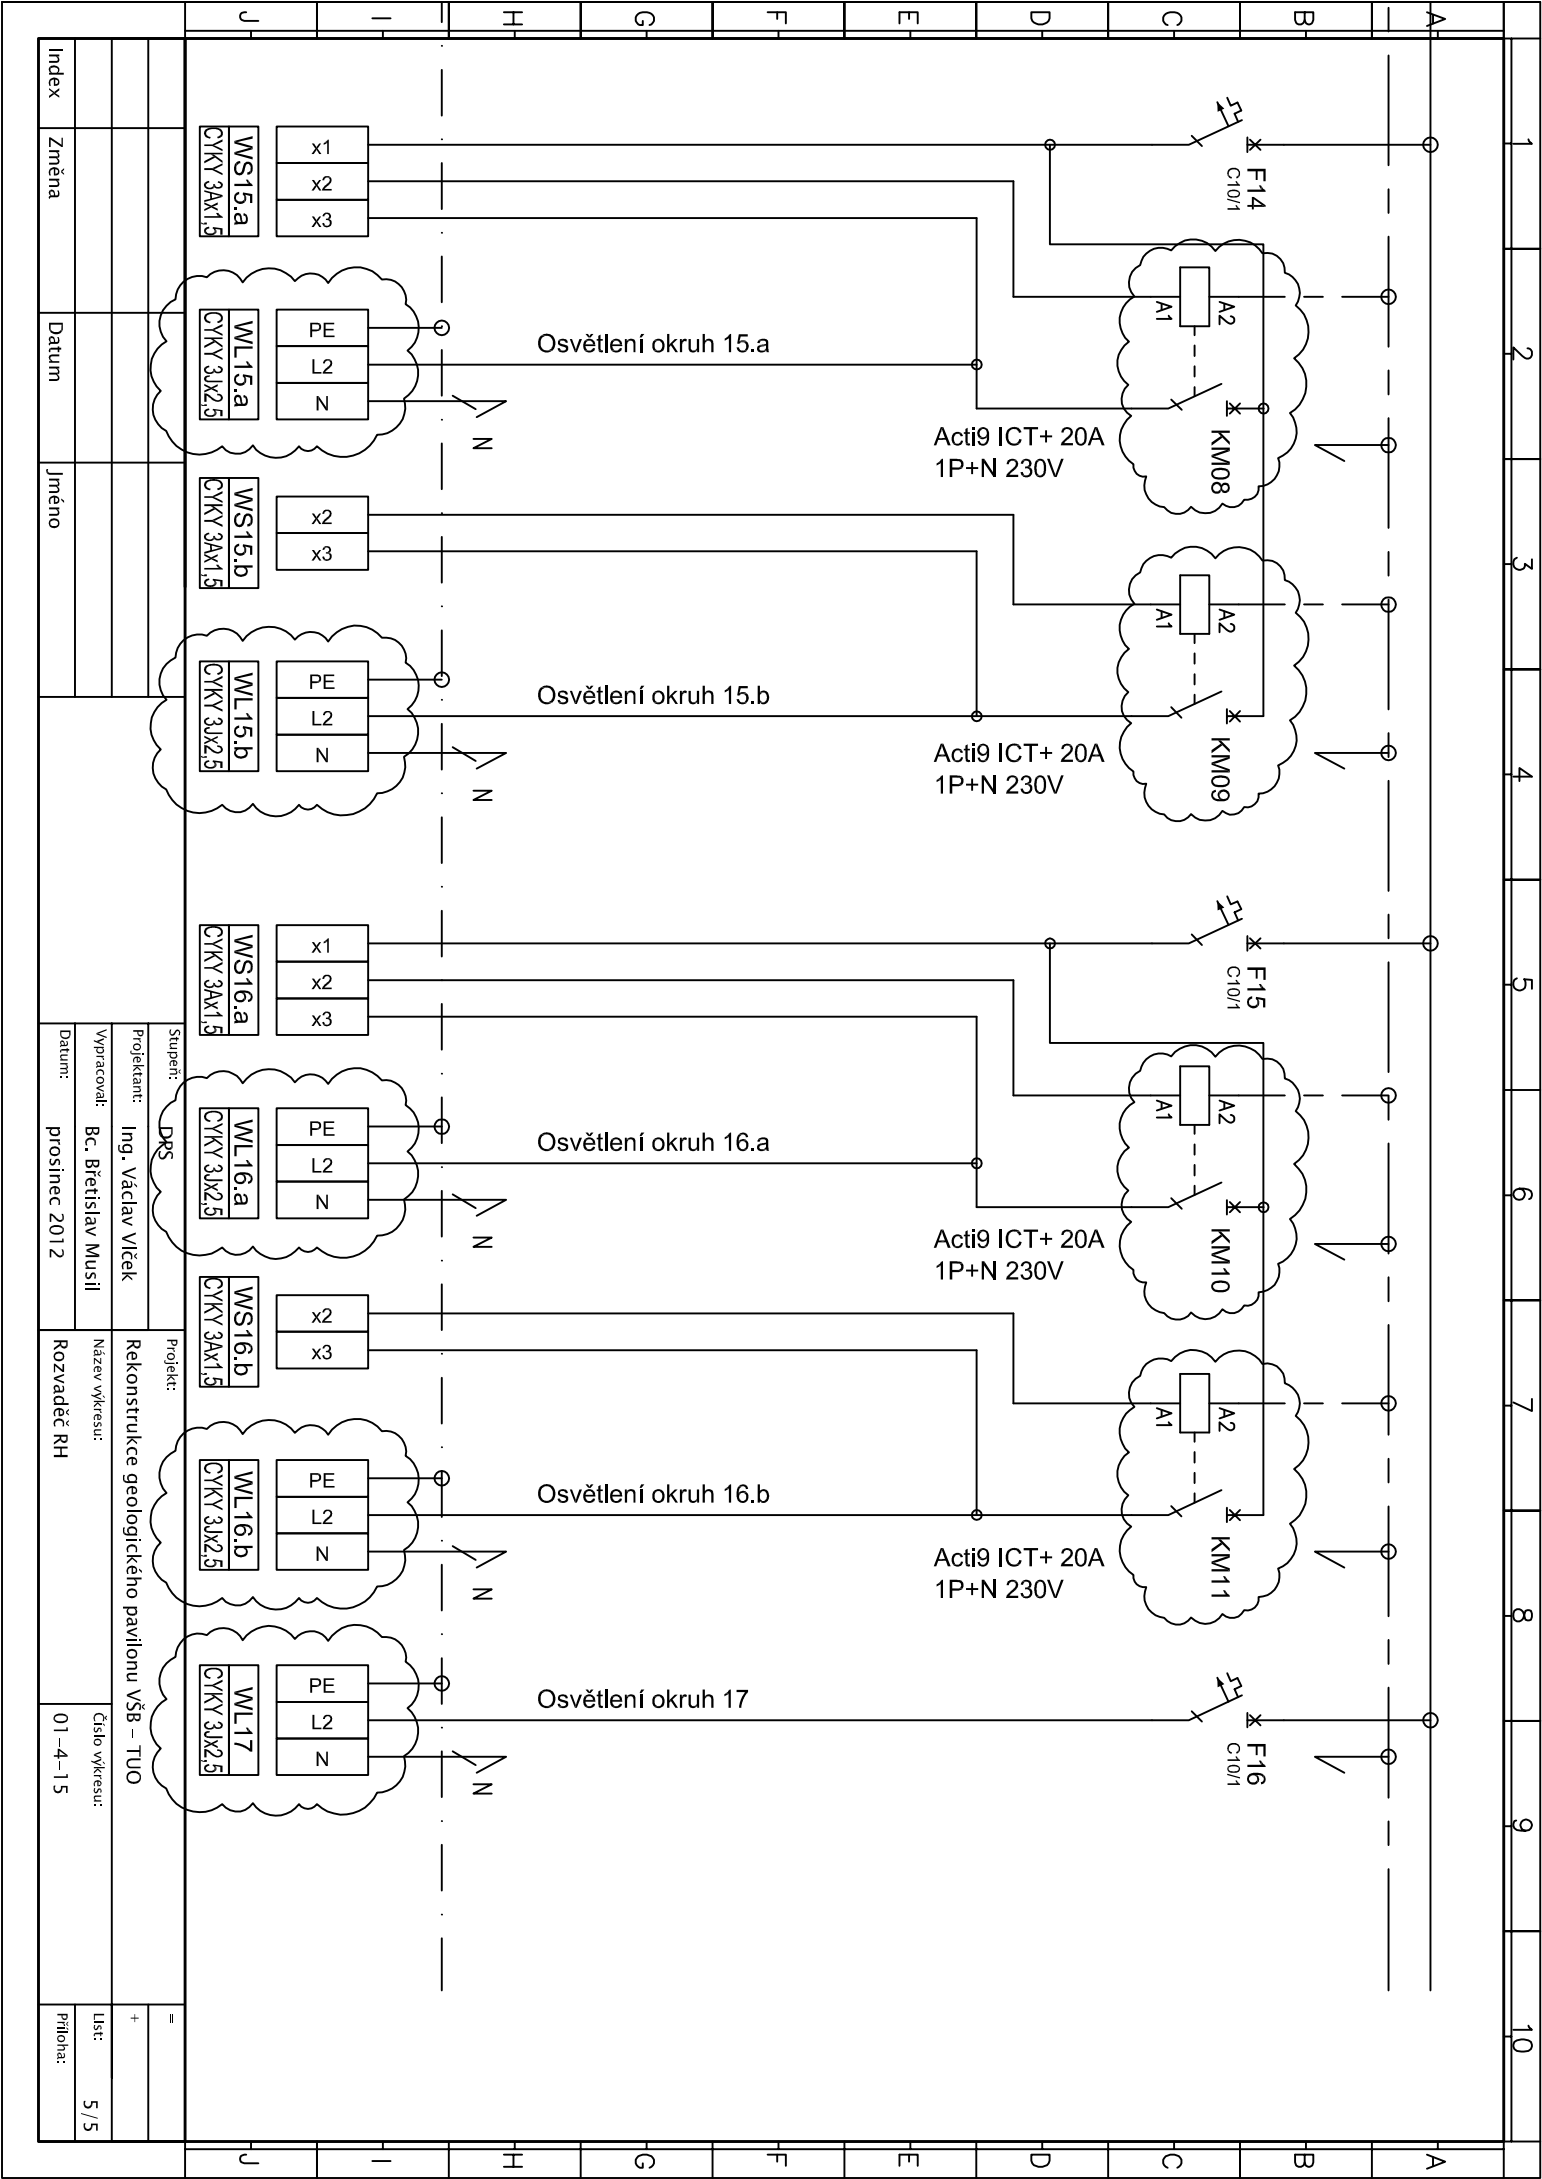 1 2 3 4 5 6 7 8 9 10
A B C D E F G H I J
A B C D E F G H I J
F14
C10/1
A2
A1
KM08
Acti9 ICT+ 20A
1P+N 230V
A2
A1
KM09
Acti9 ICT+ 20A
1P+N 230V
F15
C10/1
A2
A1
KM10
Acti9 ICT+ 20A
1P+N 230V
A2
A1
KM11
Acti9 ICT+ 20A
1P+N 230V
F16
C10/1
Osvětlení okruh 15.a
Osvětlení okruh 15.b
Osvětlení okruh 16.a
Osvětlení okruh 16.b
Osvětlení okruh 17
N
N
N
N
N
x1
x2
x3
WS15.a
CYKY 3Ax1,5
PE
L2
N
WL15.a
CYKY 3Jx2,5
x2
x3
WS15.b
CYKY 3Ax1,5
PE
L2
N
WL15.b
CYKY 3Jx2,5
x1
x2
x3
WS16.a
CYKY 3Ax1,5
PE
L2
N
WL16.a
CYKY 3Jx2,5
x2
x3
WS16.b
CYKY 3Ax1,5
PE
L2
N
WL16.b
CYKY 3Jx2,5
PE
L2
N
WL17
CYKY 3Jx2,5
Index
Změna
Datum
Jméno
Stupeň: DPS
Projektant: Ing. Václav Vlček
Vypracoval: Bc. Břetislav Musil
Datum: prosinec 2012
Projekt:
Rekonstrukce geologického pavilonu VŠB – TUO
Název výkresu:
Rozvaděč RH
Číslo výkresu:
01-4-15
=
+
List: 5/5
Příloha: